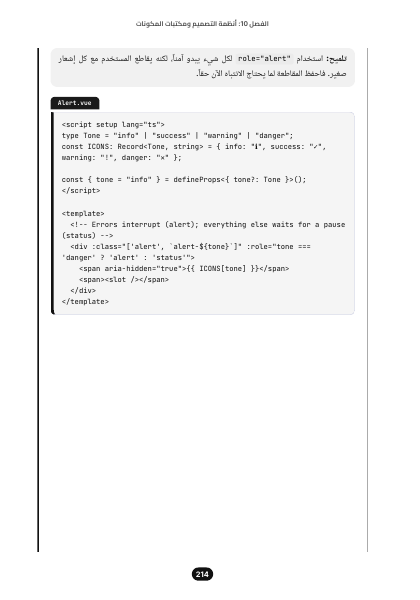 الفصل 10: أنظمة التصميم ومكتبات المكونات
تلميح: استخدام role="alert" لكل شيء يبدو آمناً، لكنه يقاطع المستخدم مع كل إشعار
صغير. فاحفظ المقاطعة لما يحتاج الانتباه الآن حقاً.
Alert.vue
<script setup lang="ts">
type Tone = "info" | "success" | "warning" | "danger";
const ICONS: Record<Tone, string> = { info: "ℹ", success: "✓",
warning: "!", danger: "×" };
const { tone = "info" } = defineProps<{ tone?: Tone }>();
</script>
<template>
<!-- Errors interrupt (alert); everything else waits for a pause
(status) -->
<div :class="['alert', `alert-${tone}`]" :role="tone ===
'danger' ? 'alert' : 'status'">
<span aria-hidden="true">{{ ICONS[tone] }}</span>
<span><slot /></span>
</div>
</template>
214